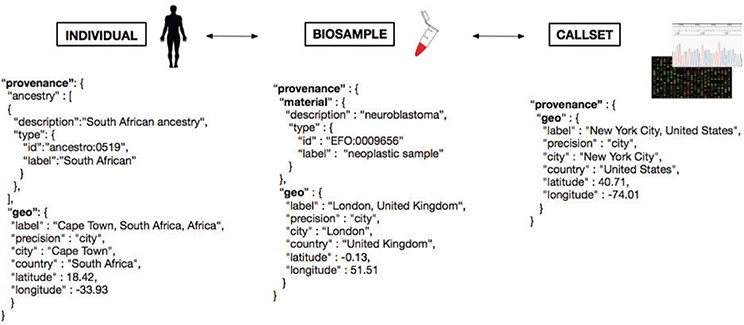 INDIVIDUAL
BIOSAMPLE
CALLSET
“provenance”: {
“ancestry” : [
{
“description”:“South African ancestry”,
“type”: {
“id”:“ancestro:0519”,
“label”:“South African”
}
},
],
“geo”: {
“label” : “Cape Town, South Africa, Africa”,
“precision” : “city”,
“city” : “Cape Town”,
“country” : “South Africa”,
“latitude” : 18.42,
“longitude” : -33.93
}
}
“provenance” : {
“material” : {
“description” : “neuroblastoma”,
“type” : {
“id” : “EFO:0009656”
“label” : “neoplastic sample”
}
},
“geo” : {
“label” : “London, United Kingdom”,
“precision” : “city”,
“city” : “London”,
“country” : “United Kingdom”,
“latitude” : -0.13,
“longitude” : 51.51
}
}
“provenance” : {
“geo” : {
“label” : “New York City, United States”,
“precision” : “city”,
“city” : “New York City”,
“country” : “United States”,
“latitude” : 40.71,
“longitude” : -74.01
}
}